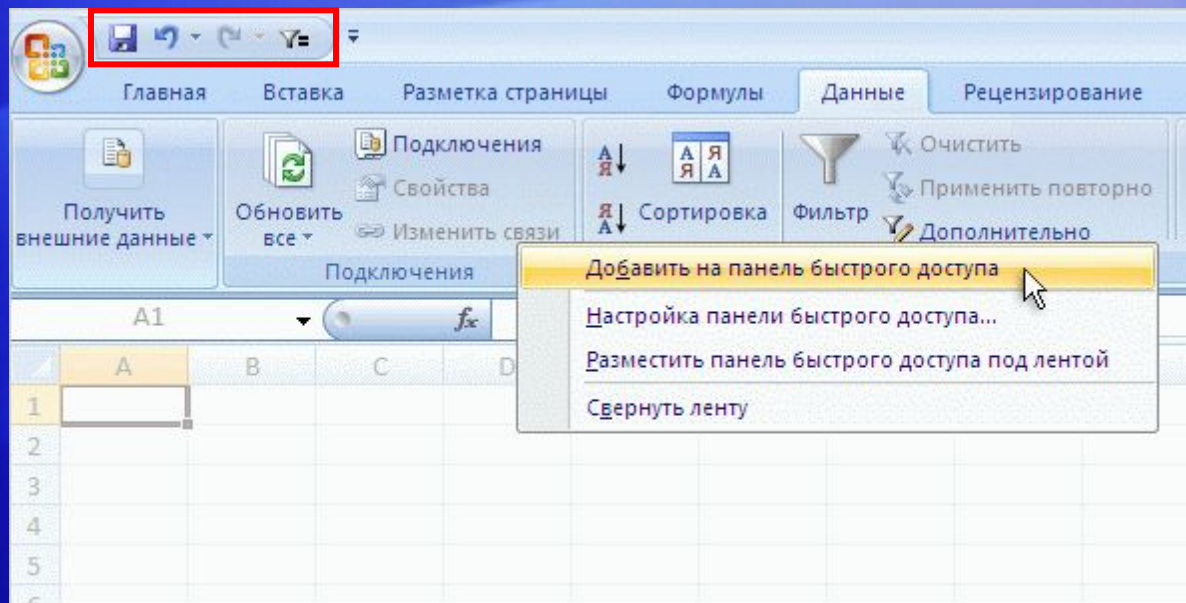 Главная Вставка Разметка страницы Формулы Данные Рецензирование
Получить
внешние данные
Обновить
все
Подключения
Свойства
Изменить связи
Подключения
А
Я
Я
А
А Я
Я А
Сортировка
Фильтр
Очистить
Применить повторно
Дополнительно
Добавить на панель быстрого доступа
Настройка панели быстрого доступа...
Разместить панель быстрого доступа под лентой
Свернуть ленту
A1
fx
A B C D
1
2
3
4
5
6